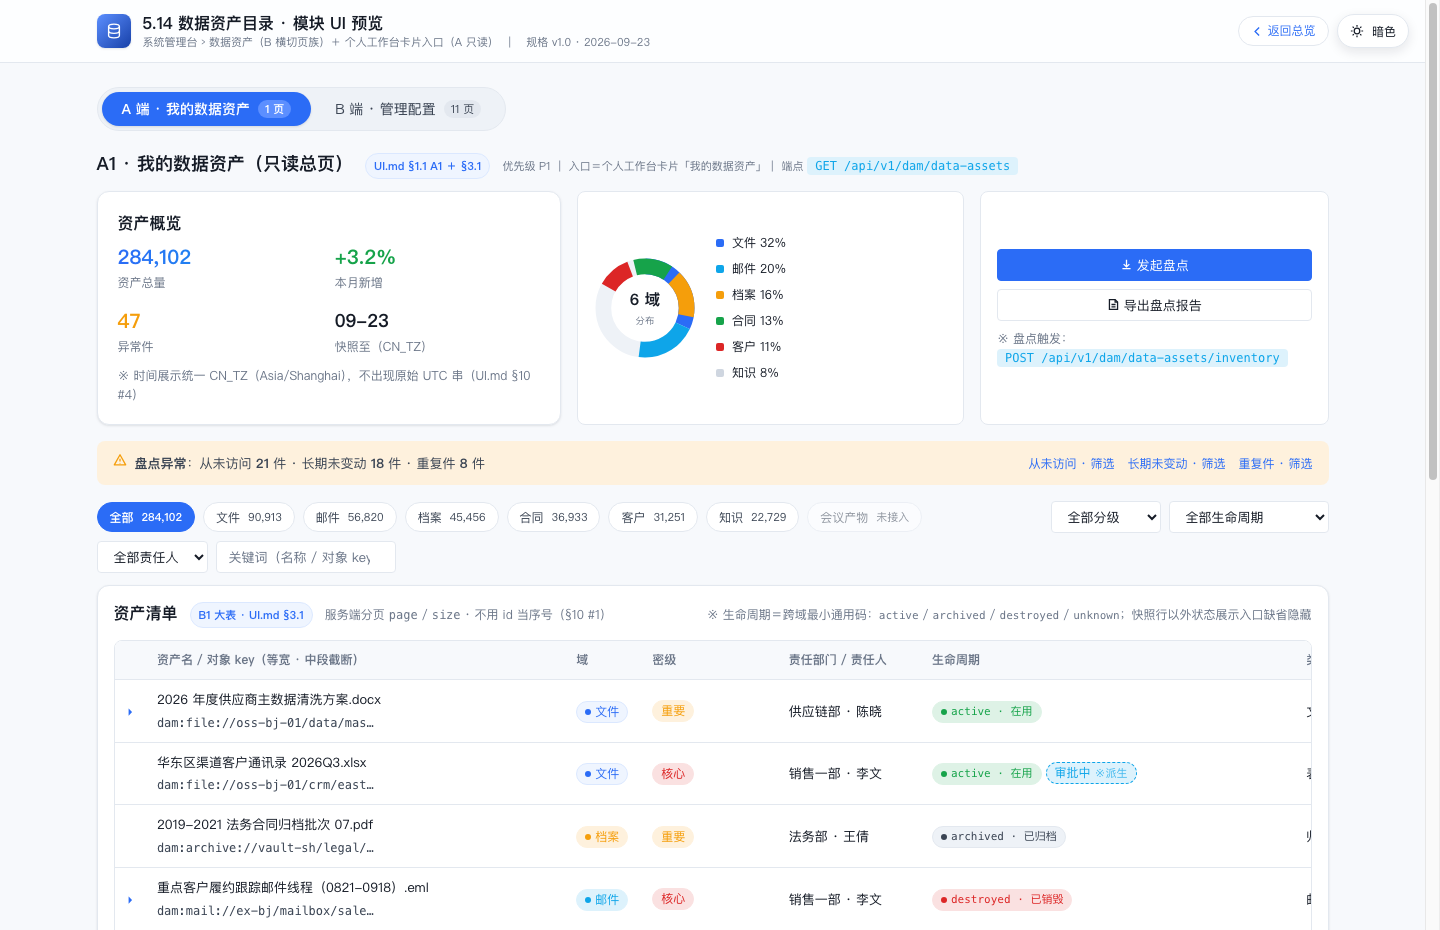 5.14 数据资产目录 · 模块 UI 预览
系统管理台 › 数据资产（B 横切页族）＋ 个人工作台卡片入口（A 只读） ｜ 规格 v1.0 · 2026-09-23
返回总览
暗色
A 端 · 我的数据资产 1 页
B 端 · 管理配置 11 页
A1 · 我的数据资产（只读总页） UI.md §1.1 A1 ＋ §3.1 优先级 P1 ｜ 入口＝个人工作台卡片「我的数据资产」 ｜ 端点 GET /api/v1/dam/data-assets
资产概览
284,102
资产总量
+3.2%
本月新增
47
异常件
09-23
快照至（CN_TZ）
※ 时间展示统一 CN_TZ（Asia/Shanghai），不出现原始 UTC 串（UI.md §10
#4）
6 域
分布
文件 32%
邮件 20%
档案 16%
合同 13%
客户 11%
知识 8%
发起盘点
导出盘点报告
※ 盘点触发：
POST /api/v1/dam/data-assets/inventory
盘点异常：从未访问 21 件 · 长期未变动 18 件 · 重复件 8 件
从未访问 · 筛选 长期未变动 · 筛选 重复件 · 筛选
全部 284,102 文件 90,913 邮件 56,820 档案 45,456 合同 36,933 客户 31,251 知识 22,729 会议产物 未接入
全部分级 全部生命周期
全部责任人 关键词（名称 / 对象 key
资产清单 B1 大表 · UI.md §3.1 服务端分页 page / size · 不用 id 当序号（§10 #1）
※ 生命周期＝跨域最小通用码：active / archived / destroyed / unknown；快照行以外状态展示入口缺省隐藏
资产名 / 对象 key（等宽 · 中段截断） 域 密级 责任部门 / 责任人 生命周期
2026 年度供应商主数据清洗方案.docx
dam:file://oss-bj-01/data/mas…
文件 重要 供应链部 · 陈晓 active · 在用
华东区渠道客户通讯录 2026Q3.xlsx
dam:file://oss-bj-01/crm/east…
文件 核心 销售一部 · 李文 active · 在用 审批中 ※派生
2019-2021 法务合同归档批次 07.pdf
dam:archive://vault-sh/legal/…
档案 重要 法务部 · 王倩 archived · 已归档
重点客户履约跟踪邮件线程（0821-0918）.eml
dam:mail://ex-bj/mailbox/sale…
邮件 核心 销售一部 · 李文 destroyed · 已销毁